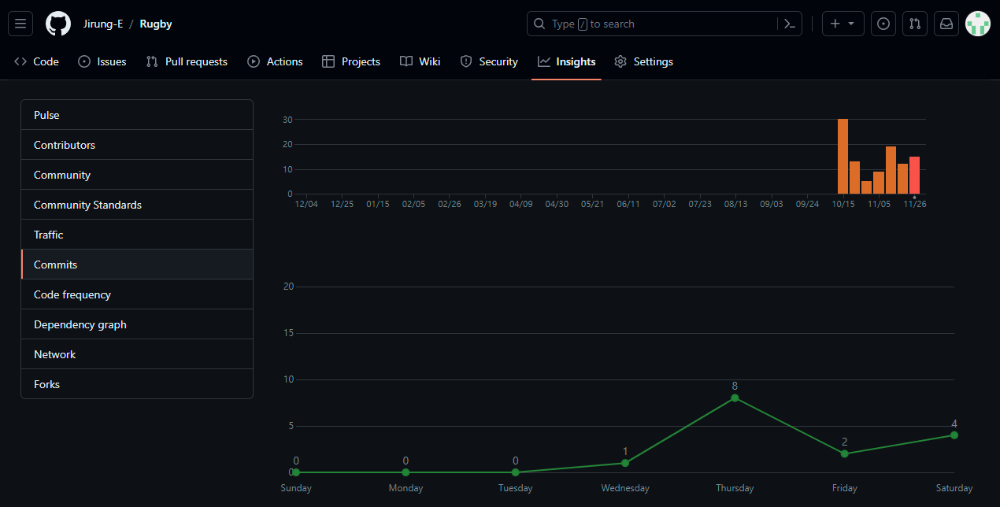 Jirung-E / Rugby
Type / to search
Code Issues Pull requests Actions Projects Wiki Security Insights Settings
Pulse
Contributors
Community
Community Standards
Traffic
Commits
Code frequency
Dependency graph
Network
Forks
30
20
10
0
12/04 12/25 01/15 02/05 02/26 03/19 04/09 04/30 05/21 06/11 07/02 07/23 08/13 09/03 09/24 10/15 11/05 11/26
20
15
10
5
0
0 0 0 1 8 2 4
Sunday Monday Tuesday Wednesday Thursday Friday Saturday